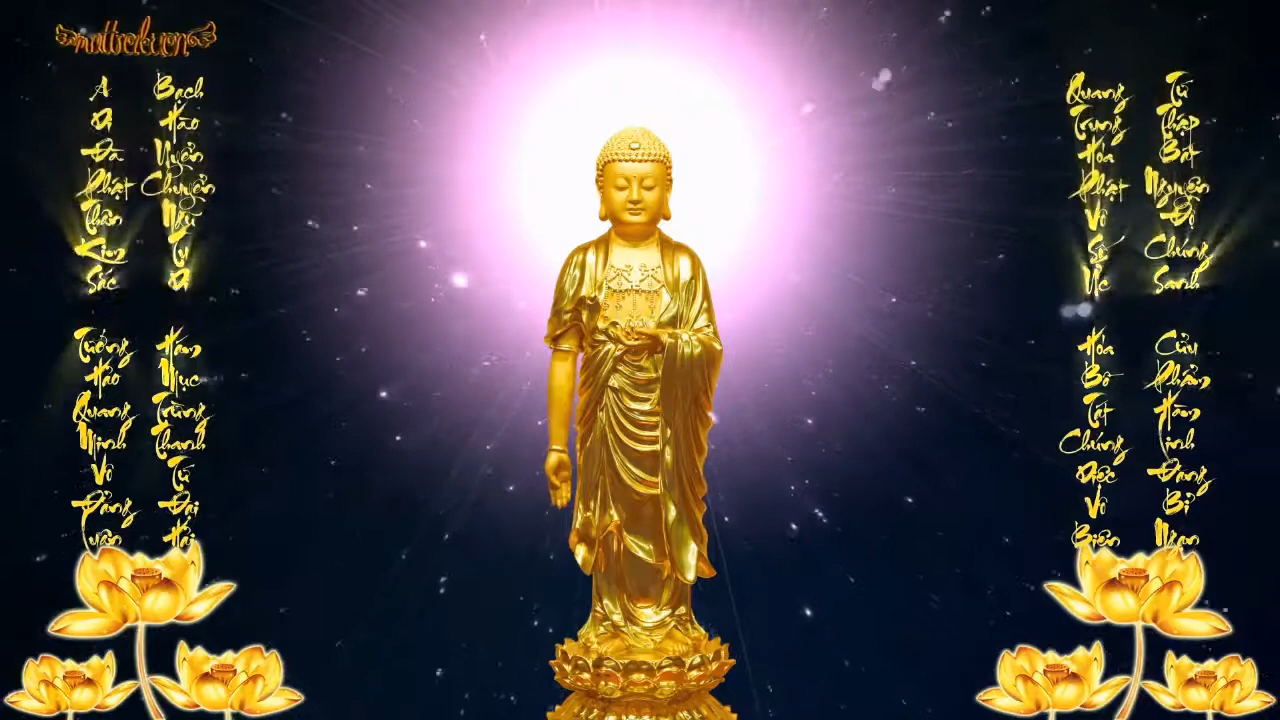 A Di Đà Phật Thân Kim Sắc
Tướng Hảo Quang Minh Vô Đẳng Luân
Bạch Hào Uyển Chuyển Ngũ Tu Di
Hám Mục Trừng Thanh Tứ Đại Hải
Quang Trung Hóa Phật Vô Số Ức
Hóa Bồ Tát Chúng Diệc Vô Biên
Tứ Thập Bát Nguyện Độ Chúng Sanh
Cửu Phẩm Hàm Linh Đăng Bỉ Ngạn